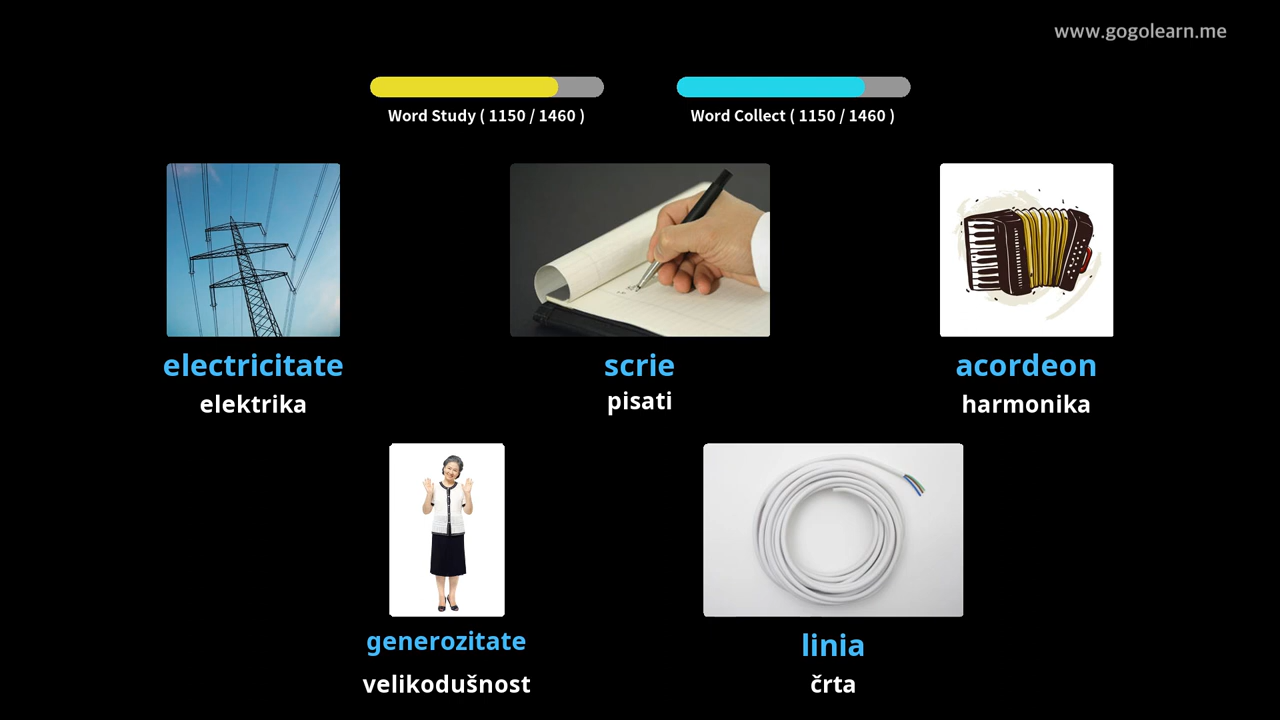 www.gogolearn.me
Word Study ( 1150 / 1460 )
Word Collect ( 1150 / 1460 )
electricitate
scrie
acordeon
elektrika
pisati
harmonika
generozitate
linia
velikodušnost
črta